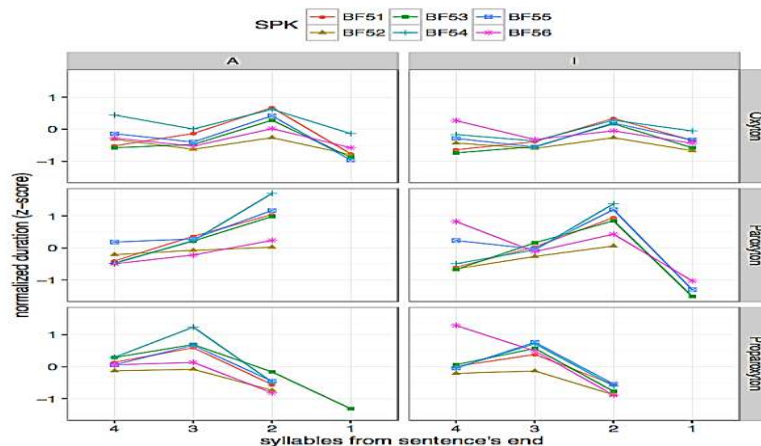 SPK BF51 BF53 BF55
BF52 BF54 BF56
A I
normalized duration (z-score)
1
0
−1
Oxyton
1
0
−1
Paroxyton
1
0
−1
Proparoxyton
4 3 2 1 4 3 2 1
syllables from sentence's end